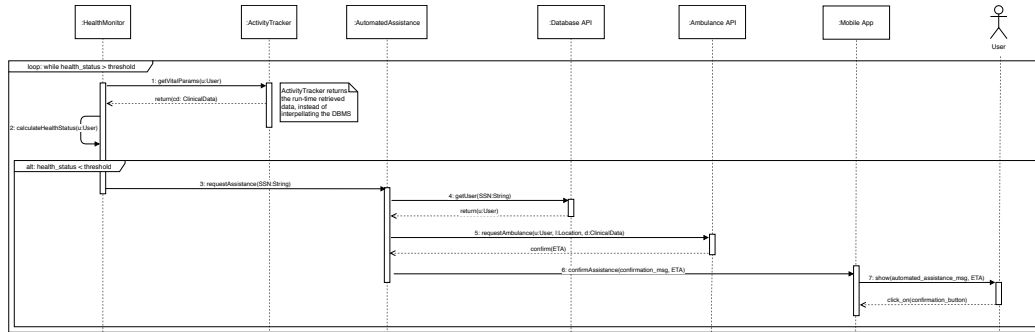 :HealthMonitor
:ActivityTracker
:AutomatedAssistance
:Database API
:Ambulance API
:Mobile App
User
loop: while health_status > threshold
1: getVitalParams(u:User)
ActivityTracker returns
the run-time retrieved
data, instead of
interpellating the DBMS
return(cd: ClinicalData)
2: calculateHealthStatus(u:User)
alt: health_status < threshold
3: requestAssistance(SSN:String)
4: getUser(SSN:String)
return(u:User)
5: requestAmbulance(u:User, l:Location, d:ClinicalData)
confirm(ETA)
6: confirmAssistance(confirmation_msg, ETA)
7: show(automated_assistance_msg, ETA)
click_on(confirmation_button)